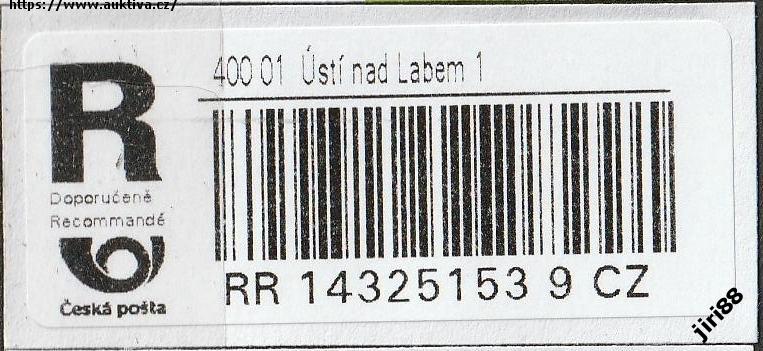 https://www.auktiva.cz/
400 01 Ústí nad Labem 1
R
Doporučeně
Recommandé
Česká pošta
RR 14325153 9 CZ
jiri88